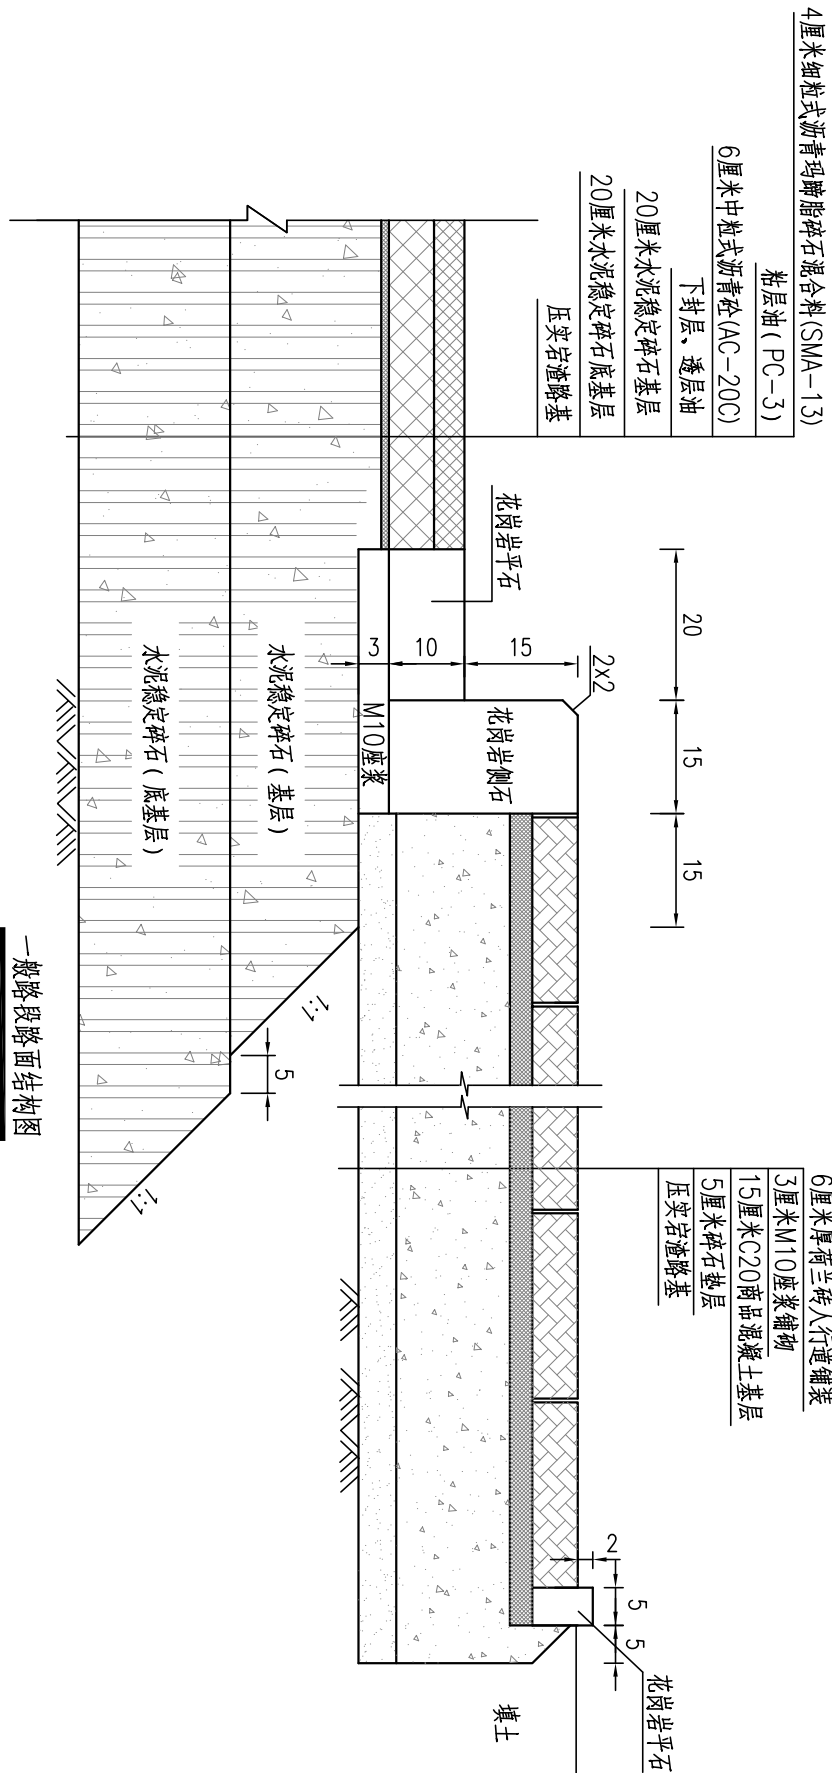 4厘米细粒式沥青玛蹄脂碎石混合料(SMA-13)
粘层油(PC-3)
6厘米中粒式沥青砼(AC-20C)
下封层、透层油
20厘米水泥稳定碎石基层
20厘米水泥稳定碎石底基层
压实宕渣路基
6厘米厚荷兰砖人行道铺装
3厘米M10座浆铺砌
15厘米C20商品混凝土基层
5厘米碎石垫层
压实宕渣路基
20
15
15
2x2
花岗岩平石
15
10
3
花岗岩侧石
M10座浆
2
5
5
花岗岩平石
填土
水泥稳定碎石(基层)
1:1
5
水泥稳定碎石(底基层)
1:1
一般路段路面结构图